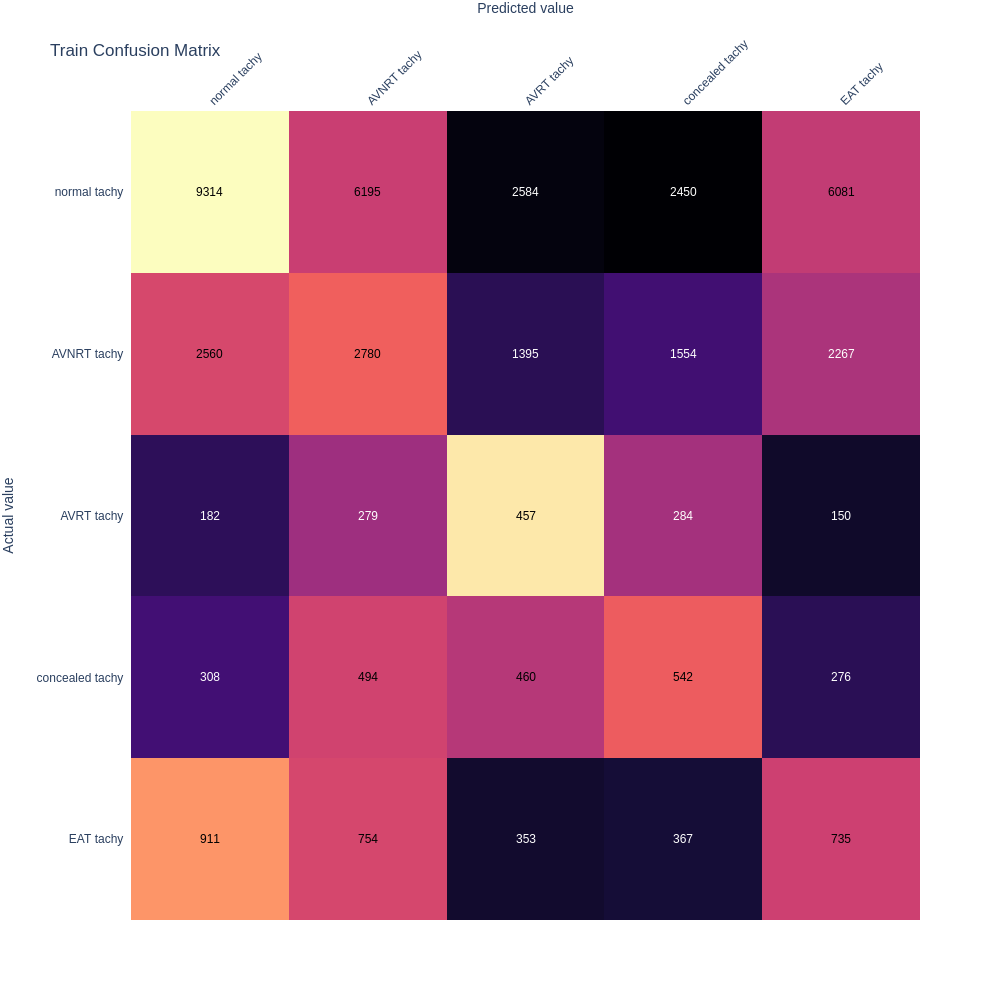 Predicted value
Train Confusion Matrix
normal tachy AVNRT tachy AVRT tachy concealed tachy EAT tachy
normal tachy 9314 6195 2584 2450 6081
AVNRT tachy 2560 2780 1395 1554 2267
Actual value
AVRT tachy 182 279 457 284 150
concealed tachy 308 494 460 542 276
EAT tachy 911 754 353 367 735